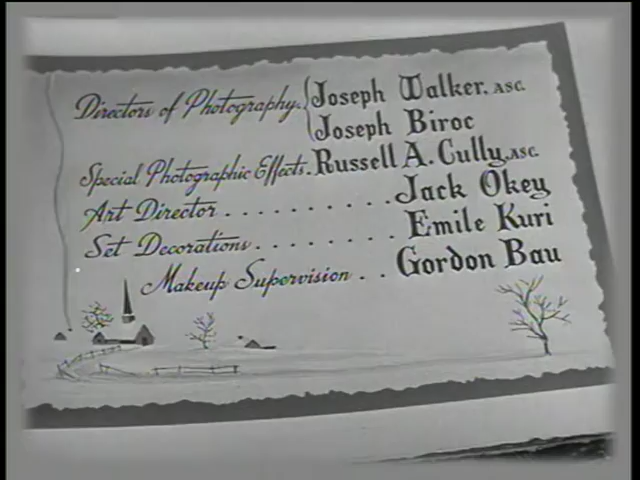 Directors of Photography. Joseph Walker, ASC.
Joseph Biroc
Special Photographic Effects. Russell A. Cully, ASC.
Art Director . . . . . . . . . . Jack Okey
Set Decorations . . . . . . . . Emile Kuri
Makeup Supervision . . Gordon Bau